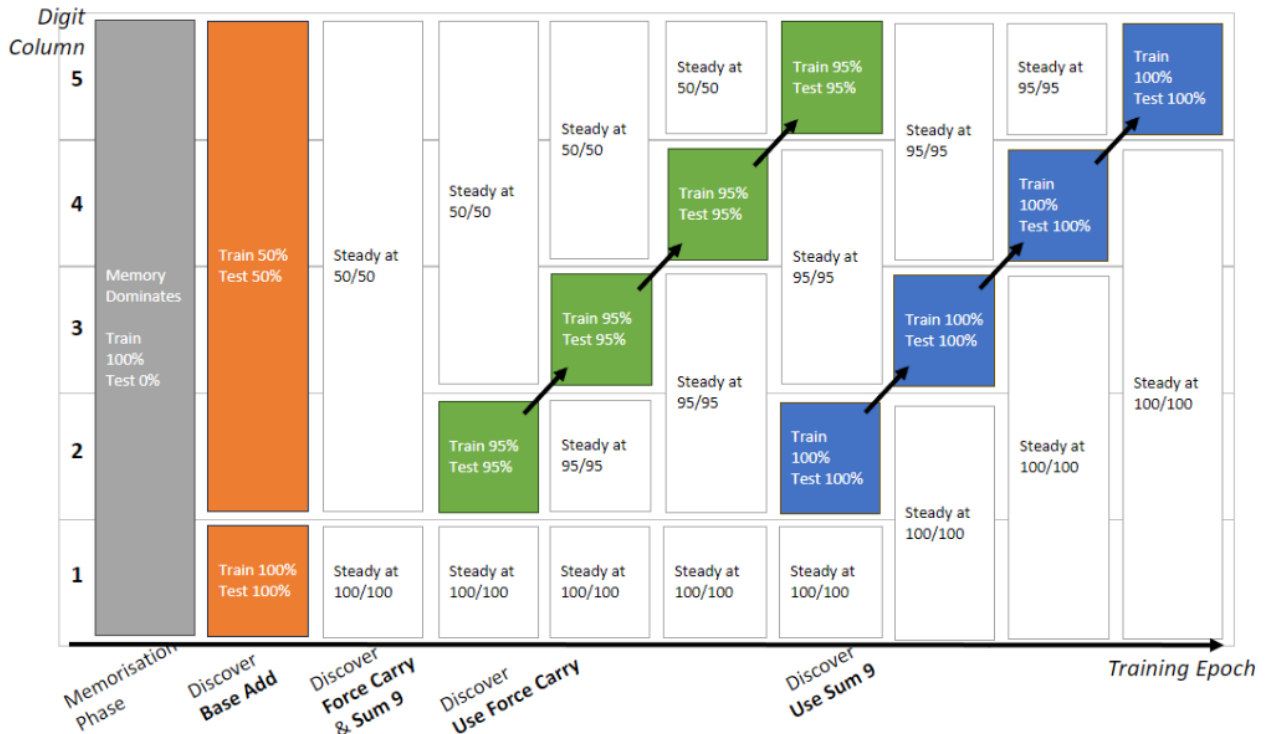 Digit
Column
5
4
3
2
1
Memory
Dominates
Train
100%
Test 0%
Train 50%
Test 50%
Train 100%
Test 100%
Steady at
50/50
Steady at
100/100
Steady at
50/50
Train 95%
Test 95%
Steady at
100/100
Steady at
50/50
Train 95%
Test 95%
Steady at
95/95
Steady at
100/100
Steady at
50/50
Train 95%
Test 95%
Steady at
95/95
Steady at
100/100
Train 95%
Test 95%
Steady at
95/95
Train
100%
Test 100%
Steady at
100/100
Steady at
95/95
Train 100%
Test 100%
Steady at
100/100
Steady at
95/95
Train
100%
Test 100%
Steady at
100/100
Train
100%
Test 100%
Steady at
100/100
Memorisation
Phase
Discover
Base Add
Discover
Force Carry
& Sum 9
Discover
Use Force Carry
Discover
Use Sum 9
Training Epoch